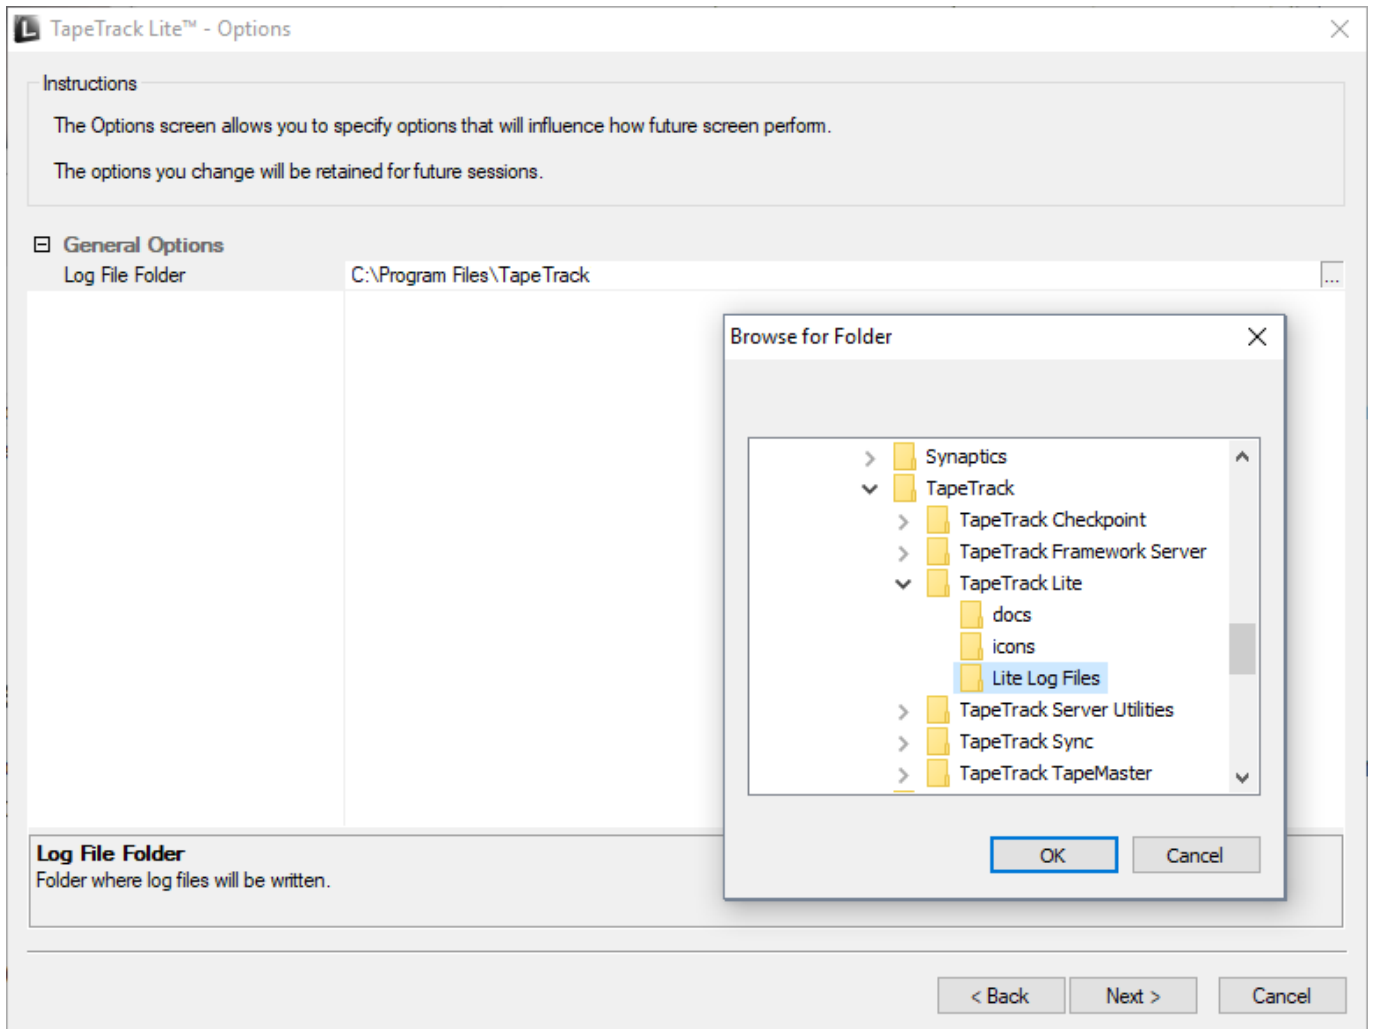 TapeTrack Lite™ - Options
Instructions
The Options screen allows you to specify options that will influence how future screen perform.
The options you change will be retained for future sessions.
General Options
Log File Folder C:\Program Files\TapeTrack ...
Browse for Folder
Synaptics
TapeTrack
TapeTrack Checkpoint
TapeTrack Framework Server
TapeTrack Lite
docs
icons
Lite Log Files
TapeTrack Server Utilities
TapeTrack Sync
TapeTrack TapeMaster
OK Cancel
Log File Folder
Folder where log files will be written.
< Back Next > Cancel